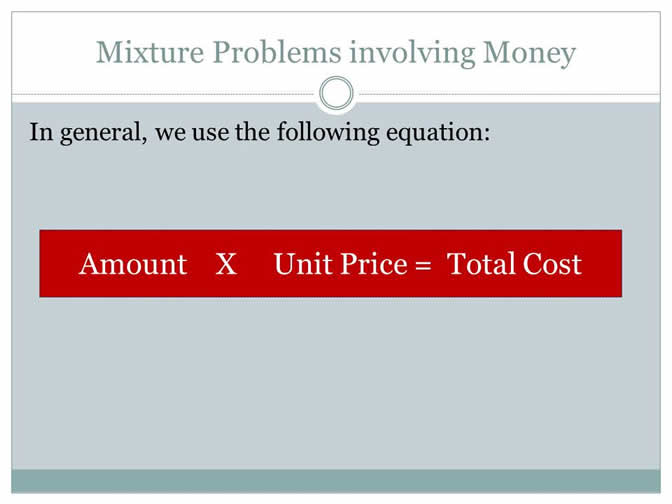 Mixture Problems involving Money
In general, we use the following equation:
Amount X Unit Price = Total Cost